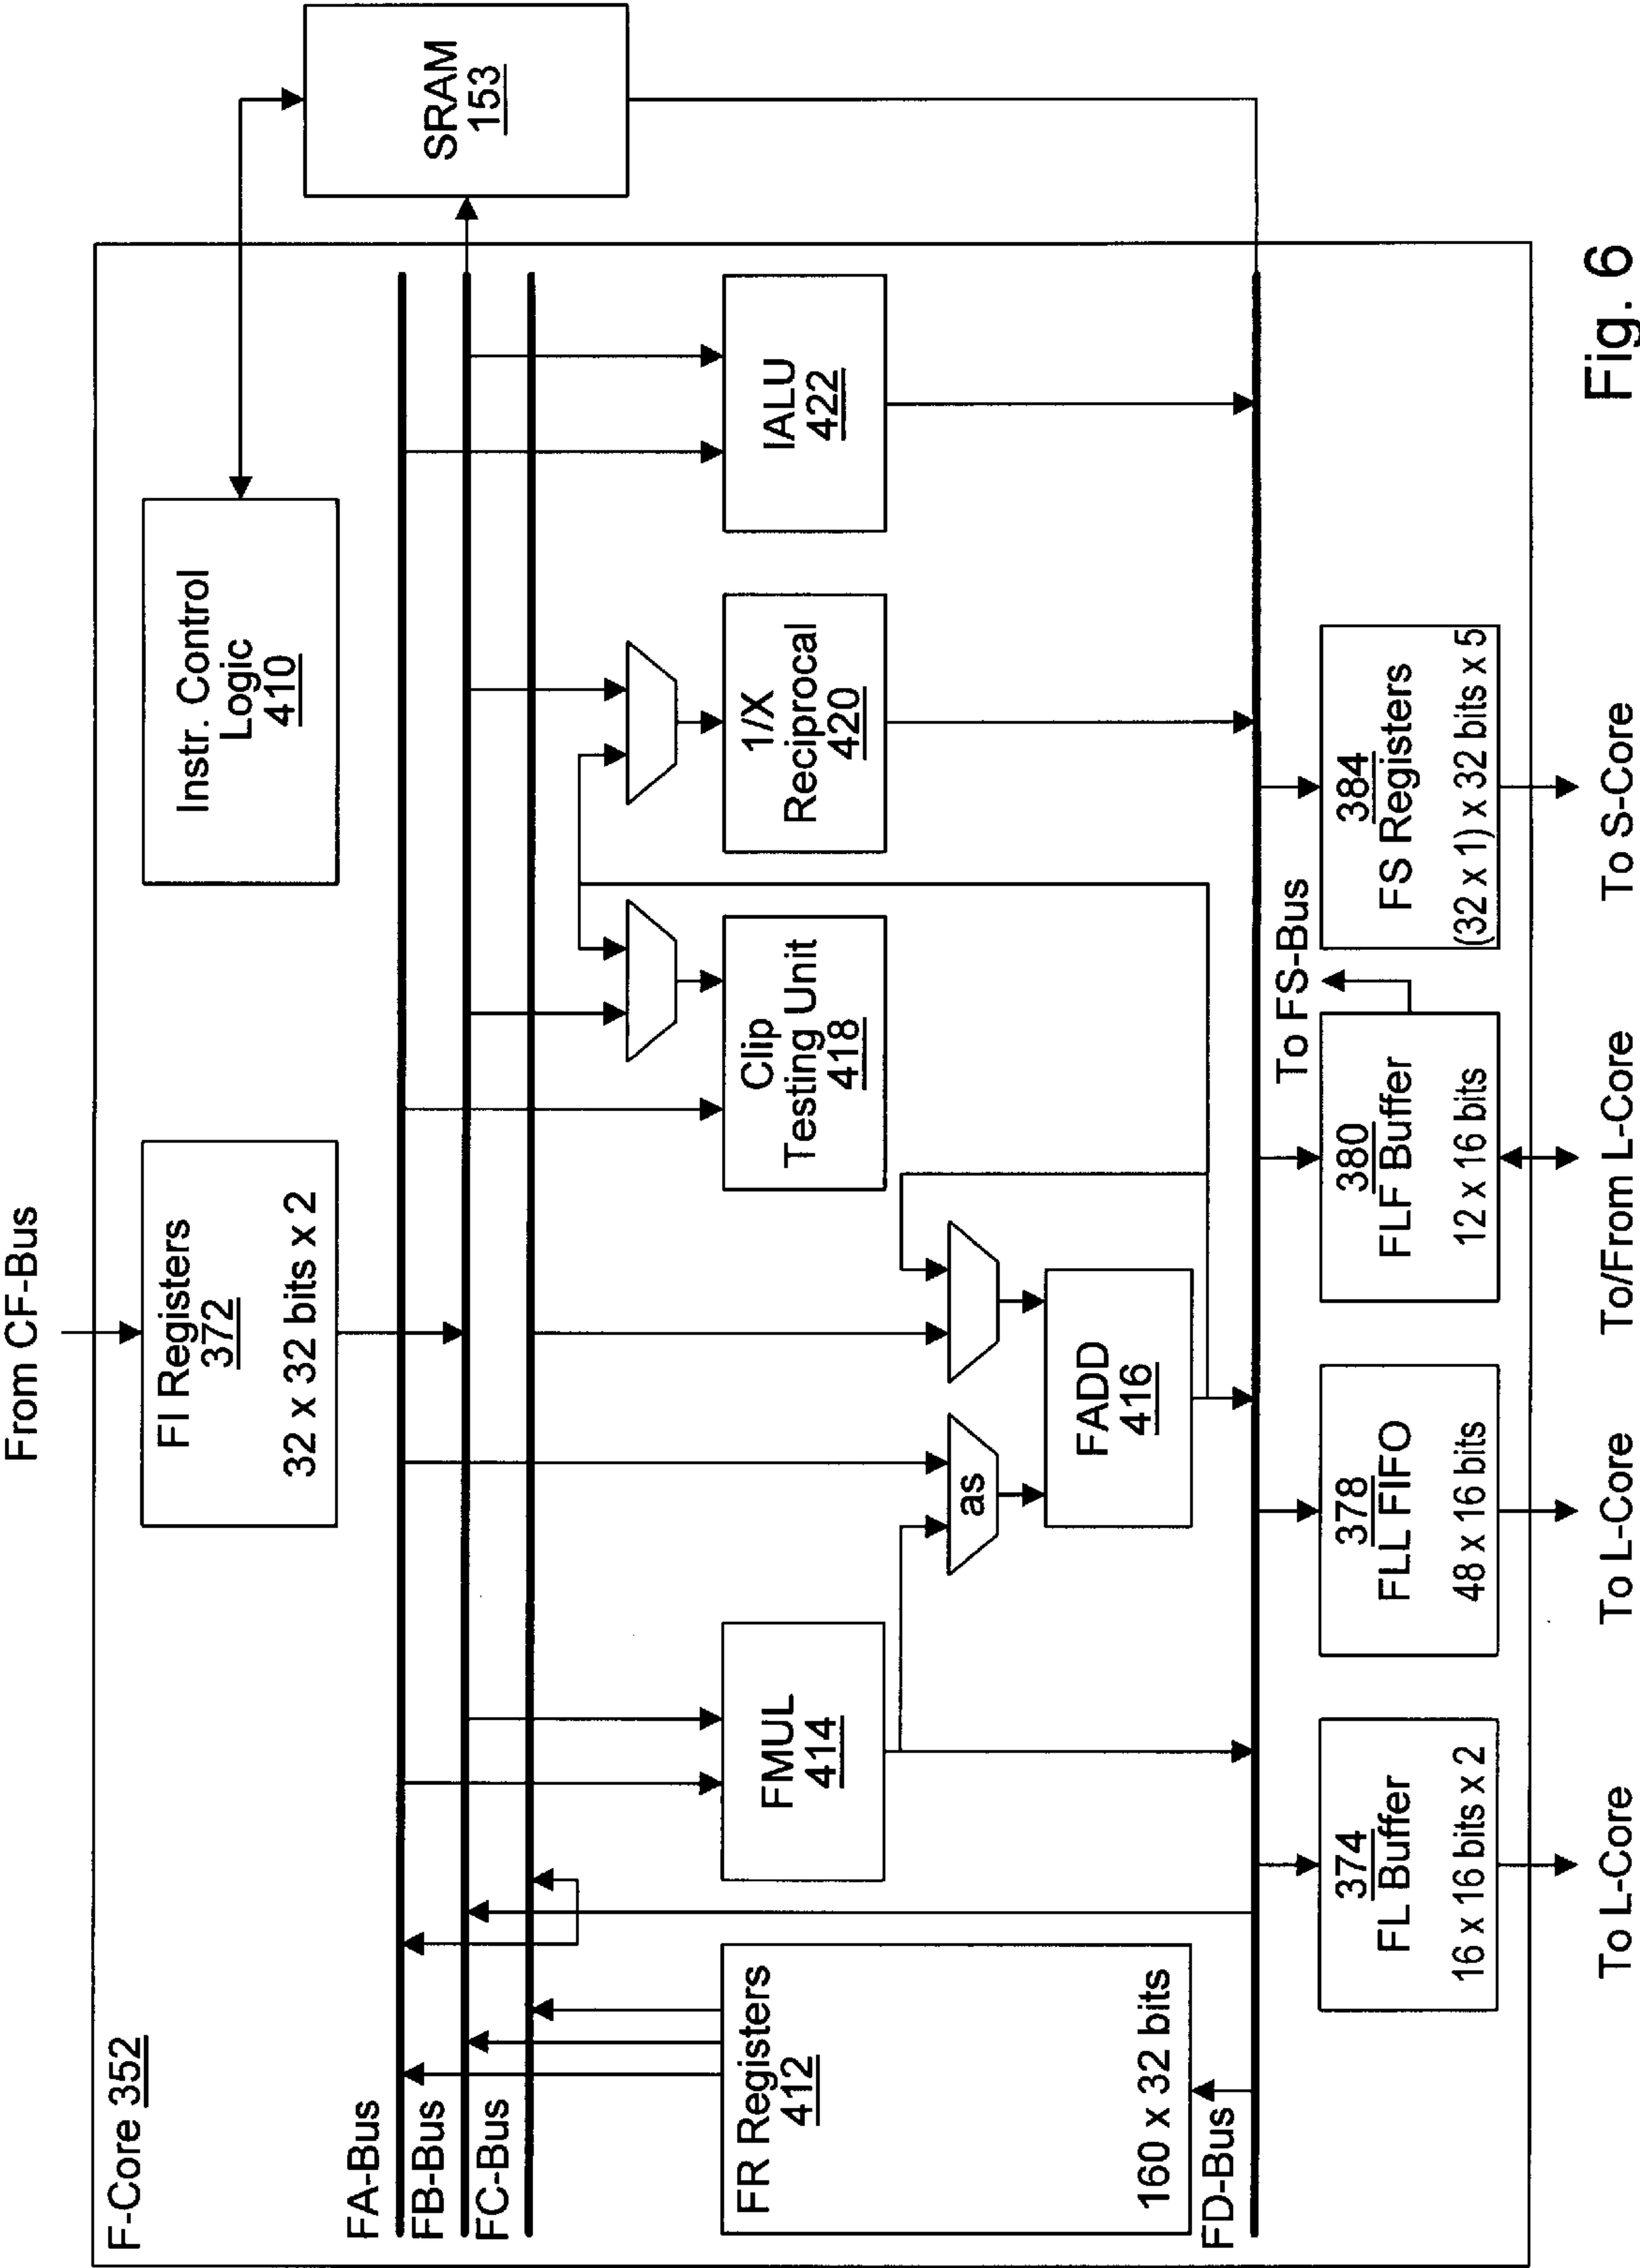 From CF-Bus
F-Core 352
FI Registers
372
32 x 32 bits x 2
Instr. Control
Logic
410
SRAM
153
FA-Bus
FB-Bus
FC-Bus
FR Registers
412
160 x 32 bits
FMUL
414
as
FADD
416
Clip
Testing Unit
418
1/X
Reciprocal
420
IALU
422
FD-Bus
To FS-Bus
374
FL Buffer
16 x 16 bits x 2
378
FLL FIFO
48 x 16 bits
380
FLF Buffer
12 x 16 bits
384
FS Registers
(32 x 1) x 32 bits x 5
To L-Core
To L-Core
To/From L-Core
To S-Core
Fig. 6